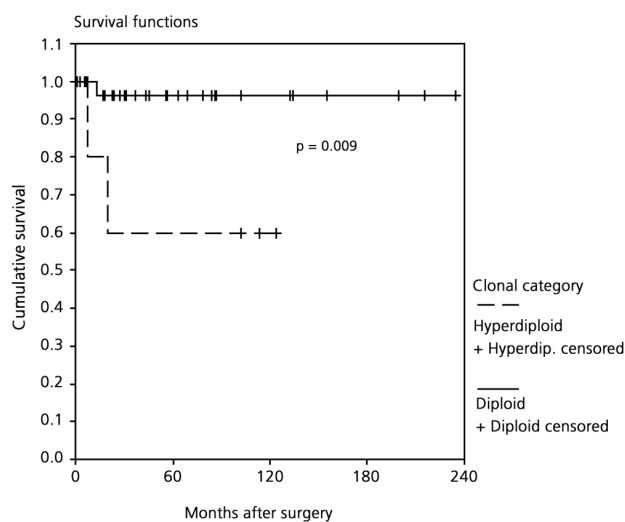 Survival functions
1.1
1.0
0.9
0.8
0.7
0.6
0.5
0.4
0.3
0.2
0.1
0.0
Cumulative survival
p = 0.009
0 60 120 180 240
Months after surgery
Clonal category
Hyperdiploid
+ Hyperdip. censored
Diploid
+ Diploid censored